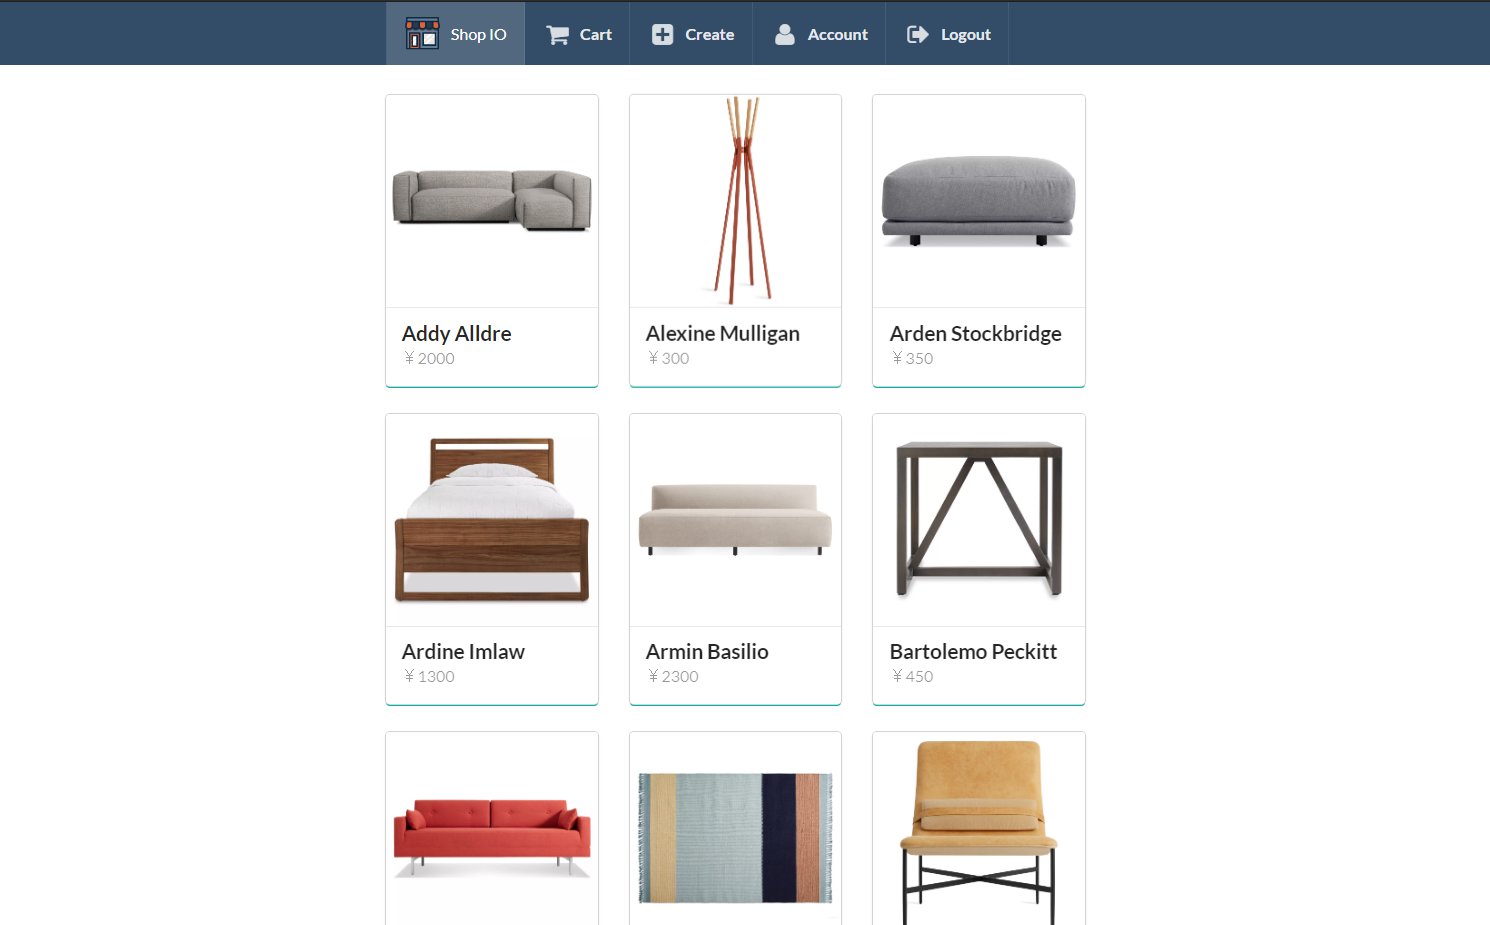 Shop IO
Cart
Create
Account
Logout
Addy Alldre
¥2000
Alexine Mulligan
¥300
Arden Stockbridge
¥350
Ardine Imlaw
¥1300
Armin Basilio
¥2300
Bartolemo Peckitt
¥450